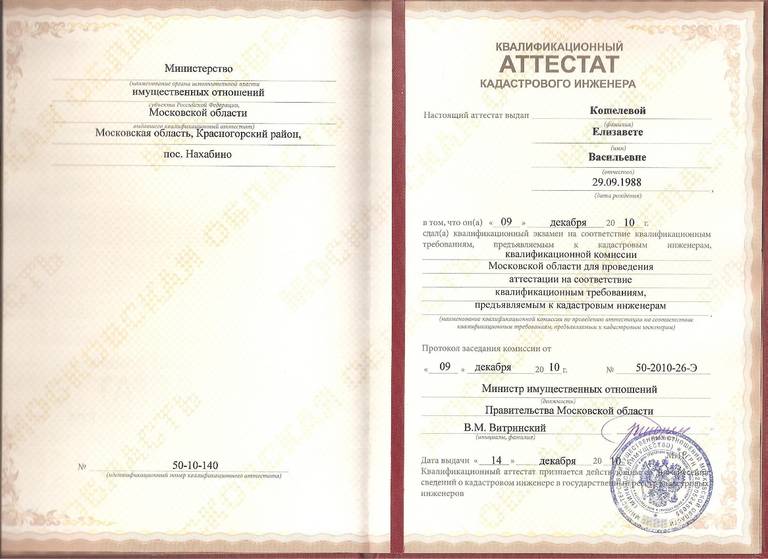 Министерство
(наименование органа исполнительной власти
имущественных отношений
субъекта Российской Федерации,
Московской области
выдавшего квалификационный аттестат)
Московская область, Красногорский район,
пос. Нахабино
№ 50-10-140
(идентификационный номер квалификационного аттестата)
КВАЛИФИКАЦИОННЫЙ
АТТЕСТАТ
КАДАСТРОВОГО ИНЖЕНЕРА
Настоящий аттестат выдан Кошелевой
(фамилия)
Елизавете
(имя)
Васильевне
(отчество)
29.09.1988
(дата рождения)
в том, что он(а) « 09 » декабря 20 10 г.
сдал(а) квалификационный экзамен на соответствие квалификационным
требованиям, предъявляемым к кадастровым инженерам,
квалификационной комиссии
Московской области для проведения
аттестации на соответствие
квалификационным требованиям,
предъявляемым к кадастровым инженерам
(наименование квалификационной комиссии по проведению аттестации на соответствие
квалификационным требованиям, предъявляемым к кадастровым инженерам)
Протокол заседания комиссии от
« 09 » декабря 20 10 г. № 50-2010-26-Э
Министр имущественных отношений
(должность)
Правительства Московской области
В.М. Витринский
(инициалы, фамилия)
Дата выдачи « 14 » декабря 20 10
Квалификационный аттестат признается
сведений о кадастровом инженере в государственный реестр кадастровых
инженеров